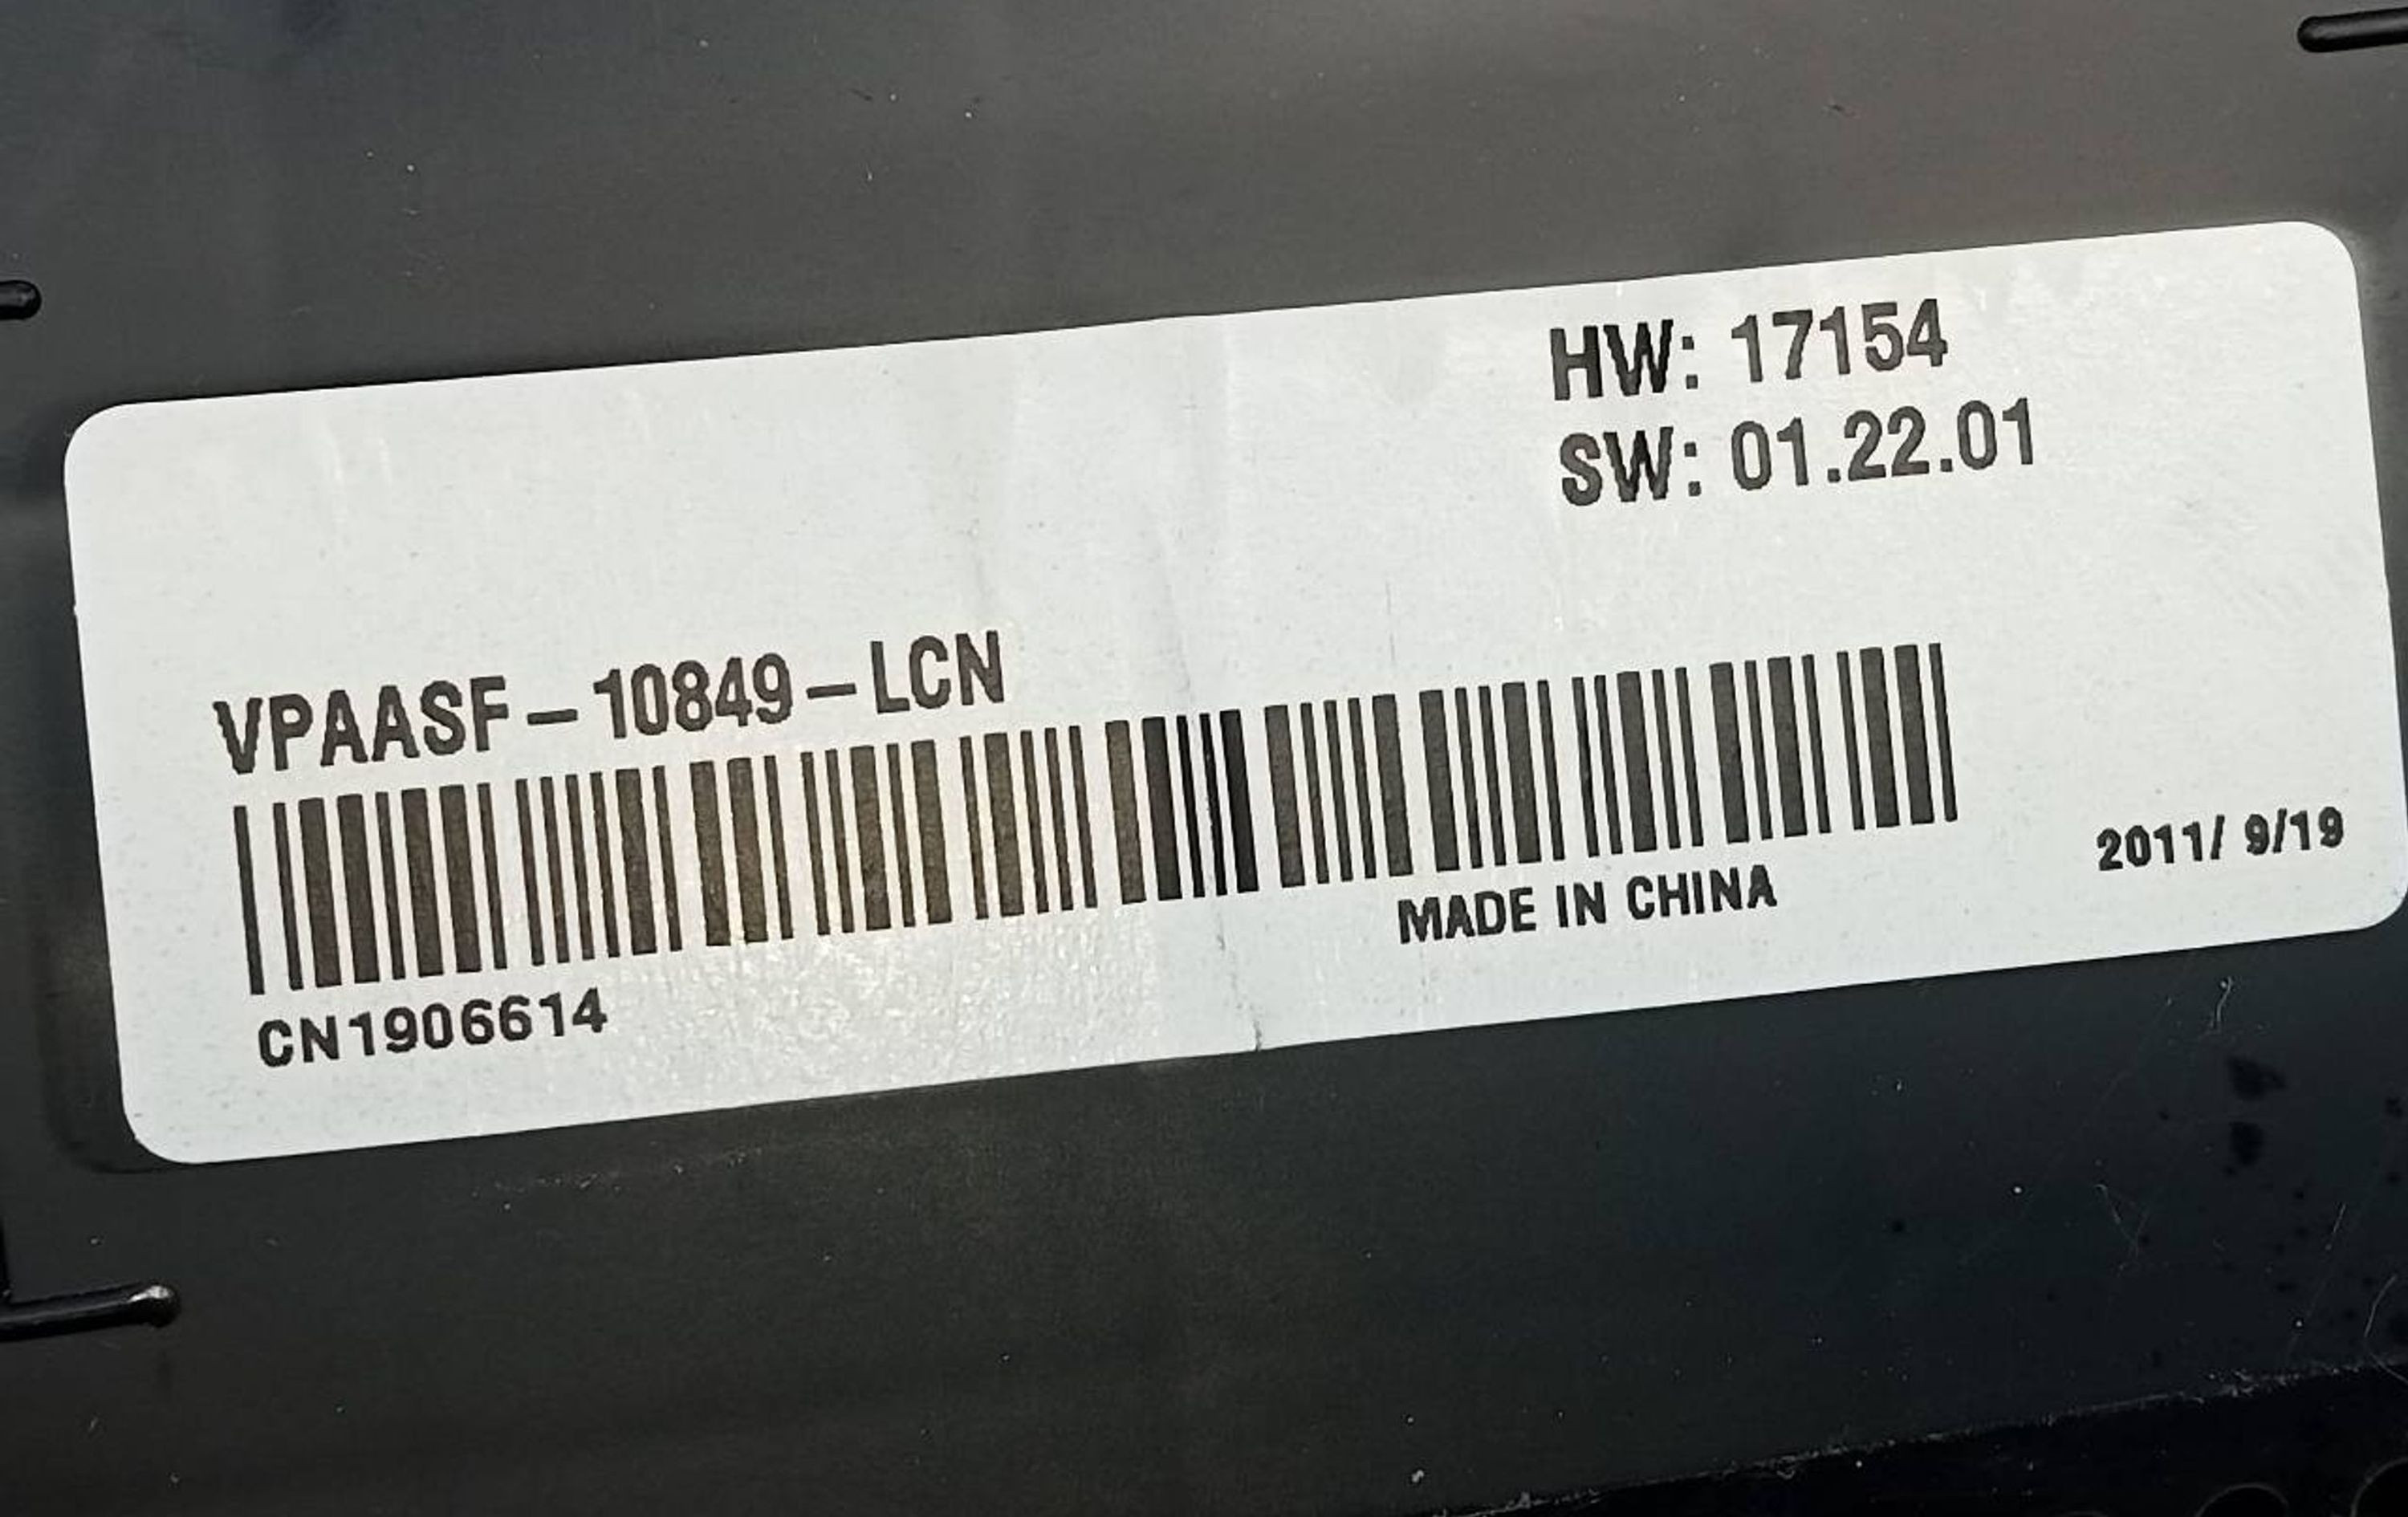 HW: 17154
SW: 01.22.01
VPAASF-10849-LCN
MADE IN CHINA
2011/ 9/19
CN1906614